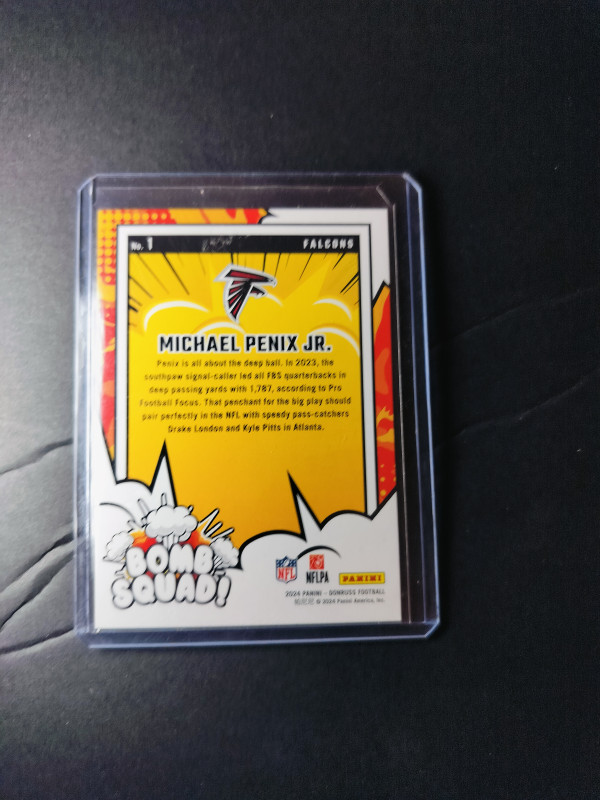 No. 1 FALCONS
MICHAEL PENIX JR.
Penix is all about the deep ball. In 2023, the
southpaw signal-caller led all FBS quarterbacks in
deep passing yards with 1,787, according to Pro
Football Focus. That penchant for the big play should
pair perfectly in the NFL with speedy pass-catchers
Drake London and Kyle Pitts in Atlanta.
BOMB
SQUAD!
NFL NFLPA PANINI
2024 PANINI - DONRUSS FOOTBALL
© 2024 Panini America, Inc.